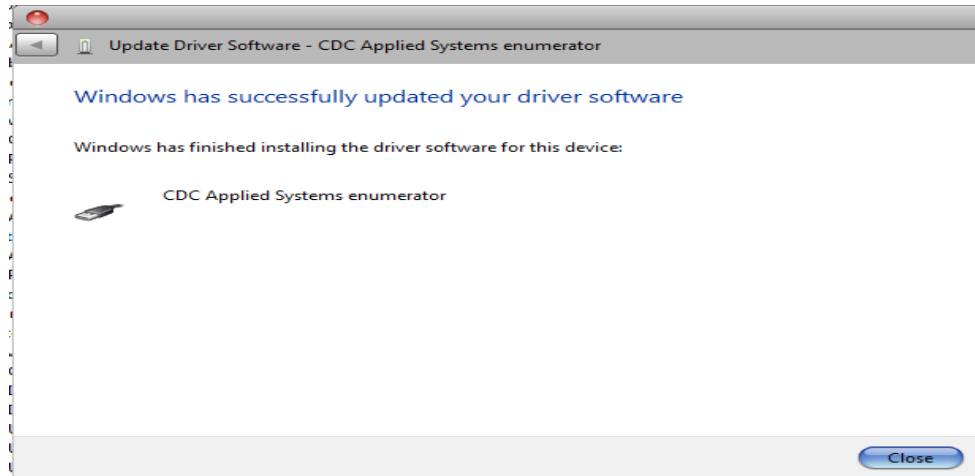 Update Driver Software - CDC Applied Systems enumerator
Windows has successfully updated your driver software
Windows has finished installing the driver software for this device:
CDC Applied Systems enumerator
Close